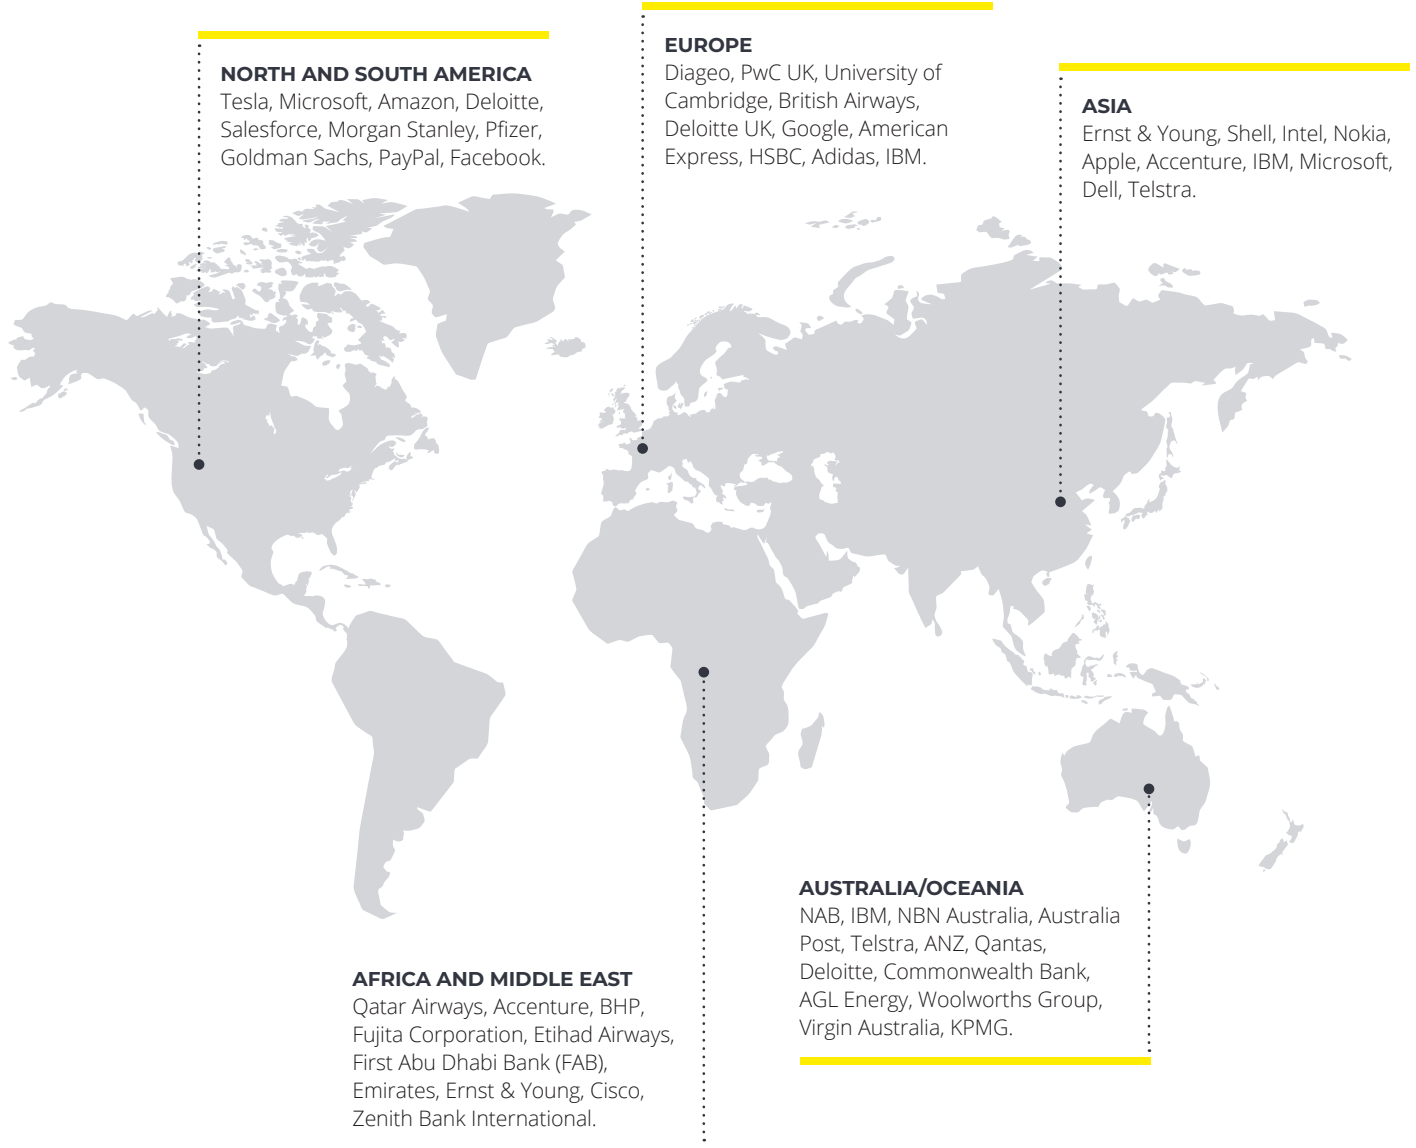 NORTH AND SOUTH AMERICA
Tesla, Microsoft, Amazon, Deloitte,
Salesforce, Morgan Stanley, Pfizer,
Goldman Sachs, PayPal, Facebook.
EUROPE
Diageo, PwC UK, University of
Cambridge, British Airways,
Deloitte UK, Google, American
Express, HSBC, Adidas, IBM.
ASIA
Ernst & Young, Shell, Intel, Nokia,
Apple, Accenture, IBM, Microsoft,
Dell, Telstra.
AFRICA AND MIDDLE EAST
Qatar Airways, Accenture, BHP,
Fujita Corporation, Etihad Airways,
First Abu Dhabi Bank (FAB),
Emirates, Ernst & Young, Cisco,
Zenith Bank International.
AUSTRALIA/OCEANIA
NAB, IBM, NBN Australia, Australia
Post, Telstra, ANZ, Qantas,
Deloitte, Commonwealth Bank,
AGL Energy, Woolworths Group,
Virgin Australia, KPMG.